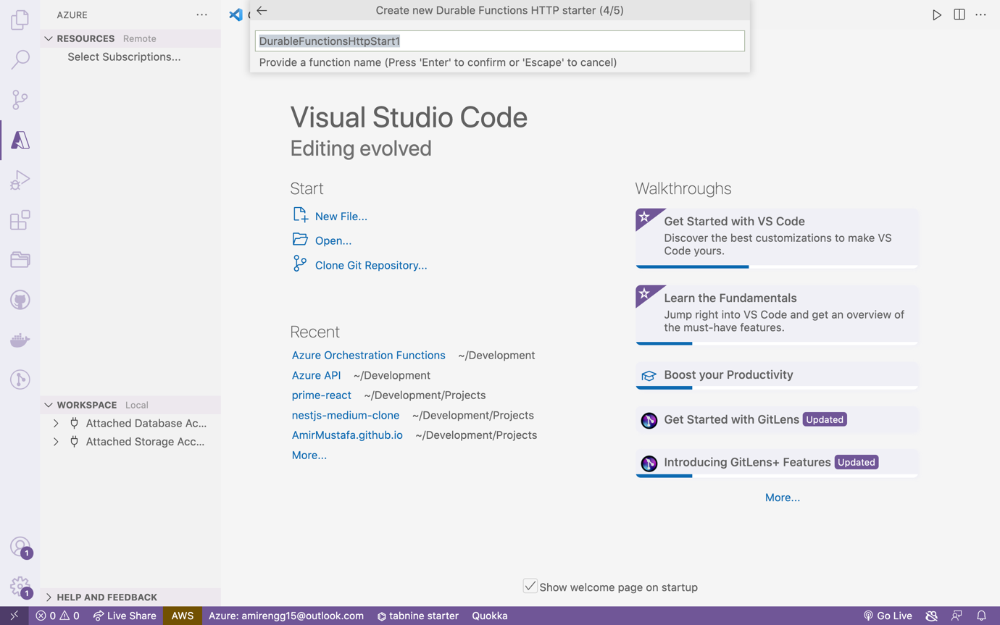 AZURE
RESOURCES Remote
Select Subscriptions...
Create new Durable Functions HTTP starter (4/5)
DurableFunctionsHttpStart1
Provide a function name (Press 'Enter' to confirm or 'Escape' to cancel)
Visual Studio Code
Editing evolved
Start
New File...
Open...
Clone Git Repository...
Recent
Azure Orchestration Functions ~/Development
Azure API ~/Development
prime-react ~/Development/Projects
nestjs-medium-clone ~/Development/Projects
AmirMustafa.github.io ~/Development/Projects
More...
Walkthroughs
Get Started with VS Code
Discover the best customizations to make VS
Code yours.
Learn the Fundamentals
Jump right into VS Code and get an overview of
the must-have features.
Boost your Productivity
Get Started with GitLens Updated
Introducing GitLens+ Features Updated
More...
WORKSPACE Local
Attached Database Ac...
Attached Storage Acc...
HELP AND FEEDBACK
1
1
Show welcome page on startup
0 0 Live Share AWS Azure: amirengg15@outlook.com tabnine starter Quokka Go Live